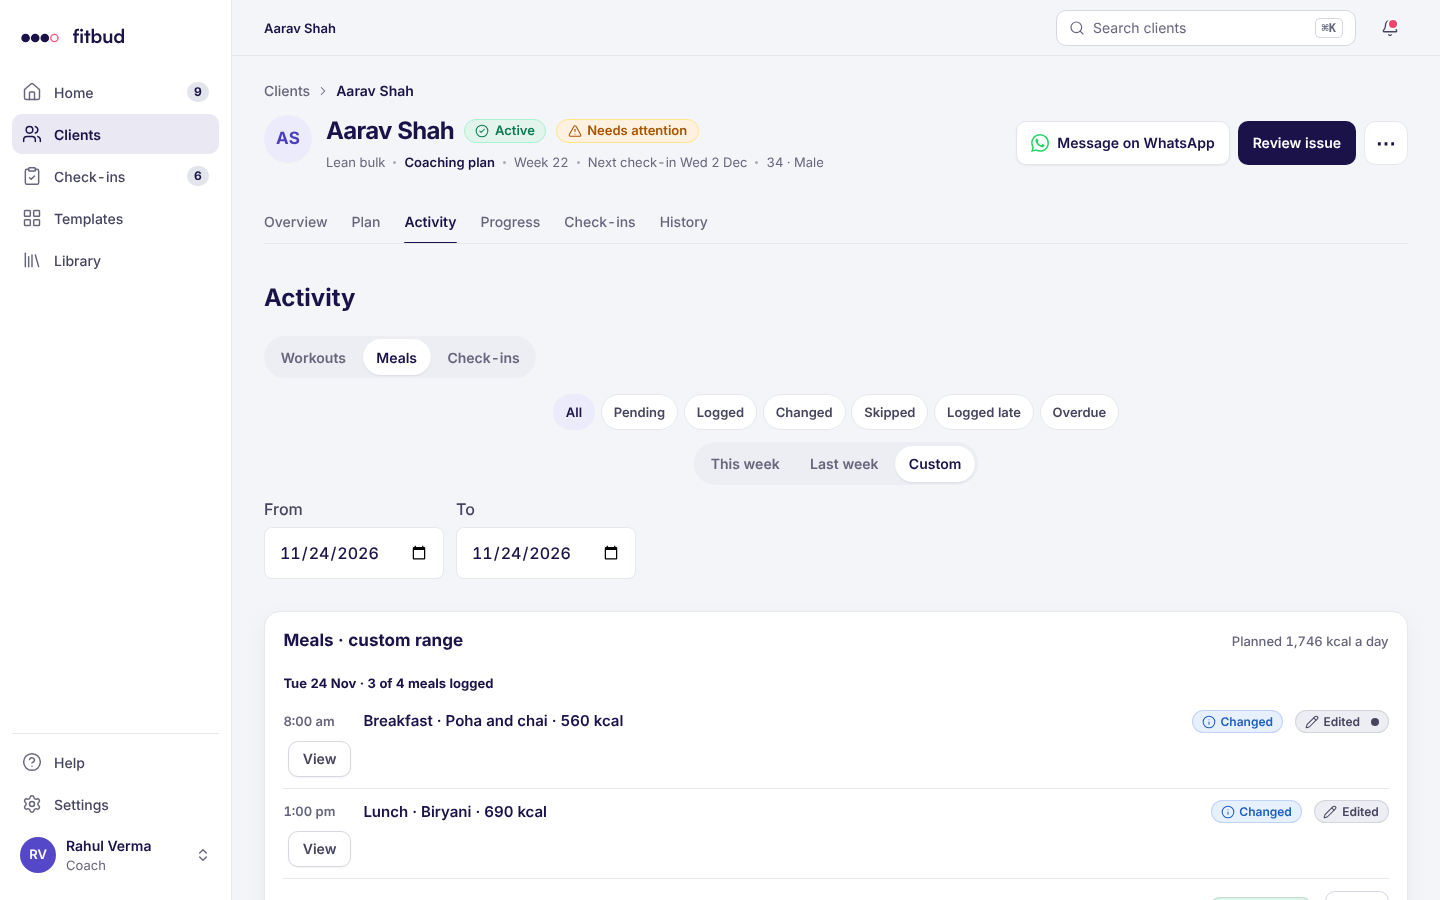 fitbud
Aarav Shah
Search clients
⌘K
Home
9
Clients
Check-ins
6
Templates
Library
Clients > Aarav Shah
AS
Aarav Shah
Active
Needs attention
Lean bulk • Coaching plan • Week 22 • Next check-in Wed 2 Dec • 34 · Male
Message on WhatsApp
Review issue
Overview
Plan
Activity
Progress
Check-ins
History
Activity
Workouts
Meals
Check-ins
All
Pending
Logged
Changed
Skipped
Logged late
Overdue
This week
Last week
Custom
From
To
11/24/2026
11/24/2026
Meals · custom range
Planned 1,746 kcal a day
Tue 24 Nov · 3 of 4 meals logged
8:00 am
Breakfast · Poha and chai · 560 kcal
Changed
Edited
View
1:00 pm
Lunch · Biryani · 690 kcal
Changed
Edited
View
Help
Settings
RV
Rahul Verma
Coach